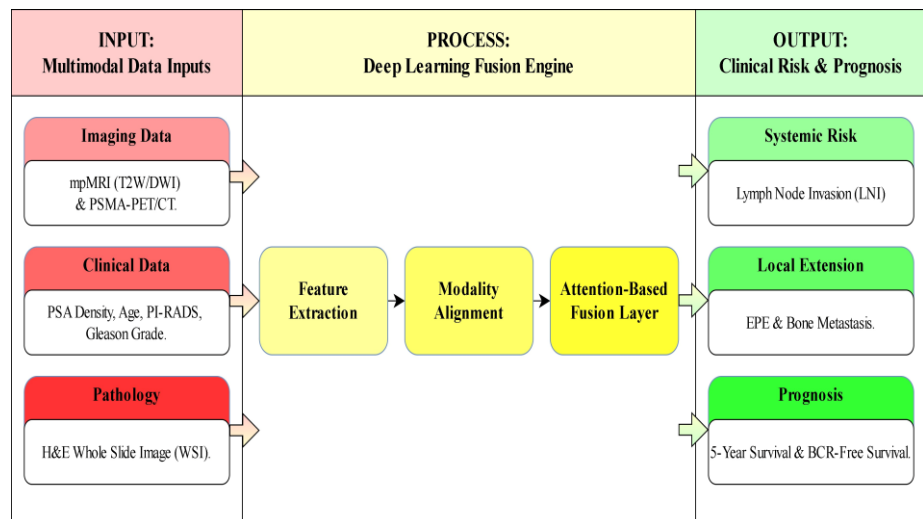 INPUT:
Multimodal Data Inputs
PROCESS:
Deep Learning Fusion Engine
OUTPUT:
Clinical Risk & Prognosis
Imaging Data
mpMRI (T2W/DWI)
& PSMA-PET/CT.
Clinical Data
PSA Density, Age, PI-RADS,
Gleason Grade.
Pathology
H&E Whole Slide Image (WSI).
Feature
Extraction
Modality
Alignment
Attention-Based
Fusion Layer
Systemic Risk
Lymph Node Invasion (LNI)
Local Extension
EPE & Bone Metastasis.
Prognosis
5-Year Survival & BCR-Free Survival.